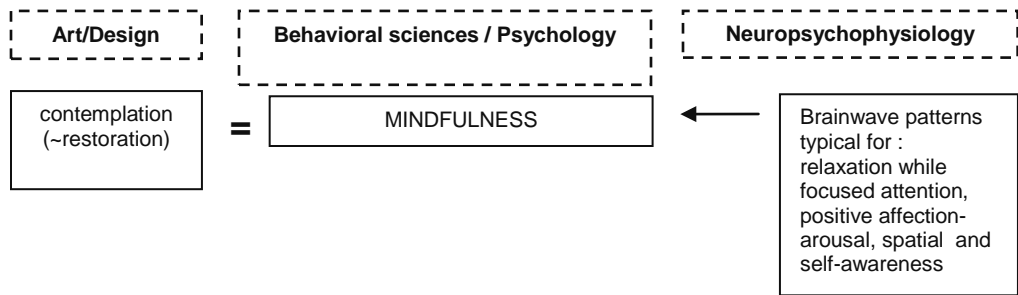 Art/Design
Behavioral sciences / Psychology
Neuropsychophysiology
contemplation
(~restoration)
=
MINDFULNESS
Brainwave patterns
typical for :
relaxation while
focused attention,
positive affection-
arousal, spatial and
self-awareness